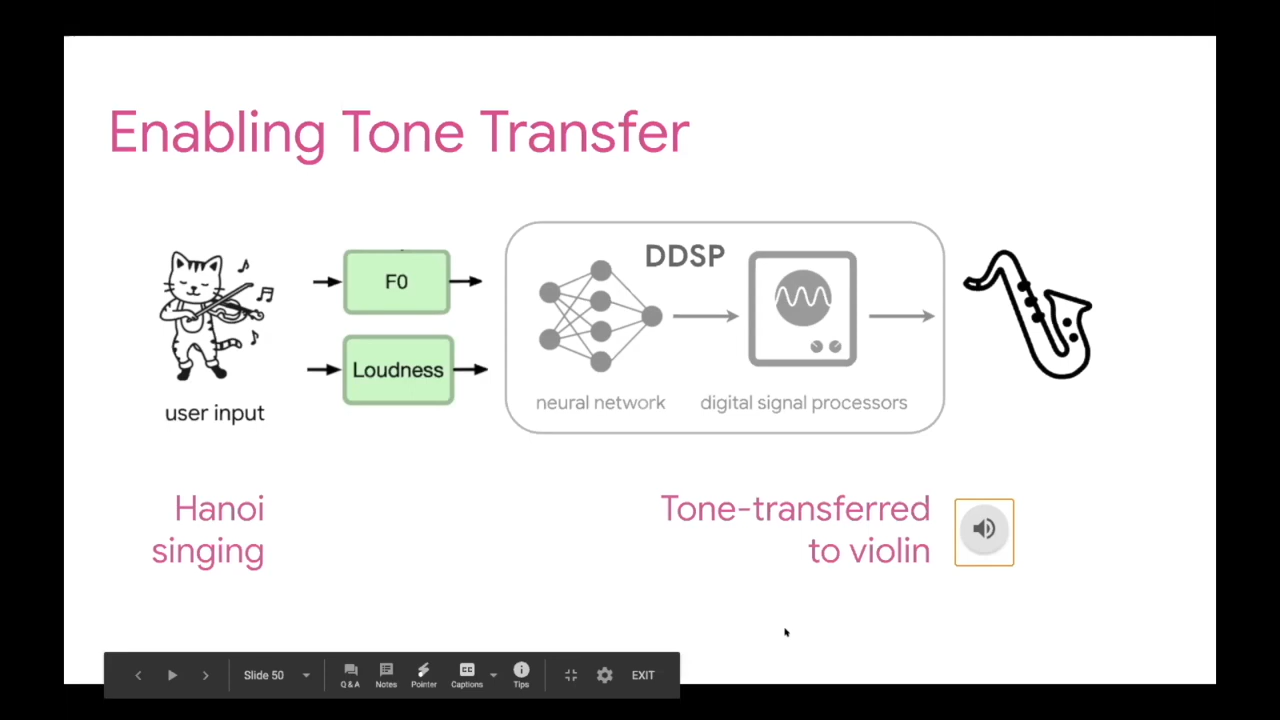 Enabling Tone Transfer
F0
Loudness
user input
DDSP
neural network
digital signal processors
Hanoi
singing
Tone-transferred
to violin
Slide 50
Q & A
Notes
Pointer
CC
Captions
Tips
EXIT